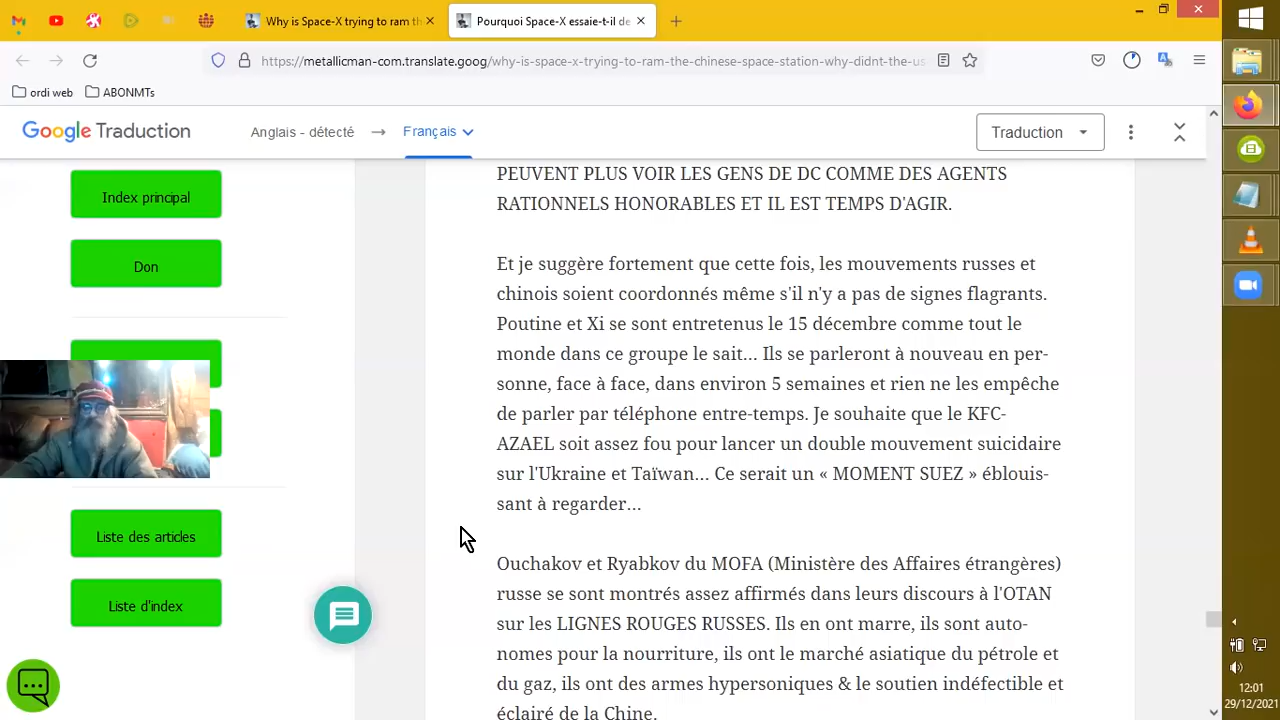 Why is Space-X trying to ram th
Pourquoi Space-X essaie-t-il de
https://metallicman-com.translate.goog/why-is-space-x-trying-to-ram-the-chinese-space-station-why-didnt-the-us
ordi web
ABONMTs
Google Traduction
Anglais - détecté
Français
Traduction
Index principal
Don
Liste des articles
Liste d'index
PEUVENT PLUS VOIR LES GENS DE DC COMME DES AGENTS
RATIONNELS HONORABLES ET IL EST TEMPS D'AGIR.
Et je suggère fortement que cette fois, les mouvements russes et
chinois soient coordonnés même s'il n'y a pas de signes flagrants.
Poutine et Xi se sont entretenus le 15 décembre comme tout le
monde dans ce groupe le sait... Ils se parleront à nouveau en per-
sonne, face à face, dans environ 5 semaines et rien ne les empêche
de parler par téléphone entre-temps. Je souhaite que le KFC-
AZAEL soit assez fou pour lancer un double mouvement suicidaire
sur l'Ukraine et Taïwan... Ce serait un « MOMENT SUEZ » éblouis-
sant à regarder...
Ouchakov et Ryabkov du MOFA (Ministère des Affaires étrangères)
russe se sont montrés assez affirmés dans leurs discours à l'OTAN
sur les LIGNES ROUGES RUSSES. Ils en ont marre, ils sont auto-
nomes pour la nourriture, ils ont le marché asiatique du pétrole et
du gaz, ils ont des armes hypersoniques & le soutien indéfectible et
éclairé de la Chine.
12:01
29/12/2021